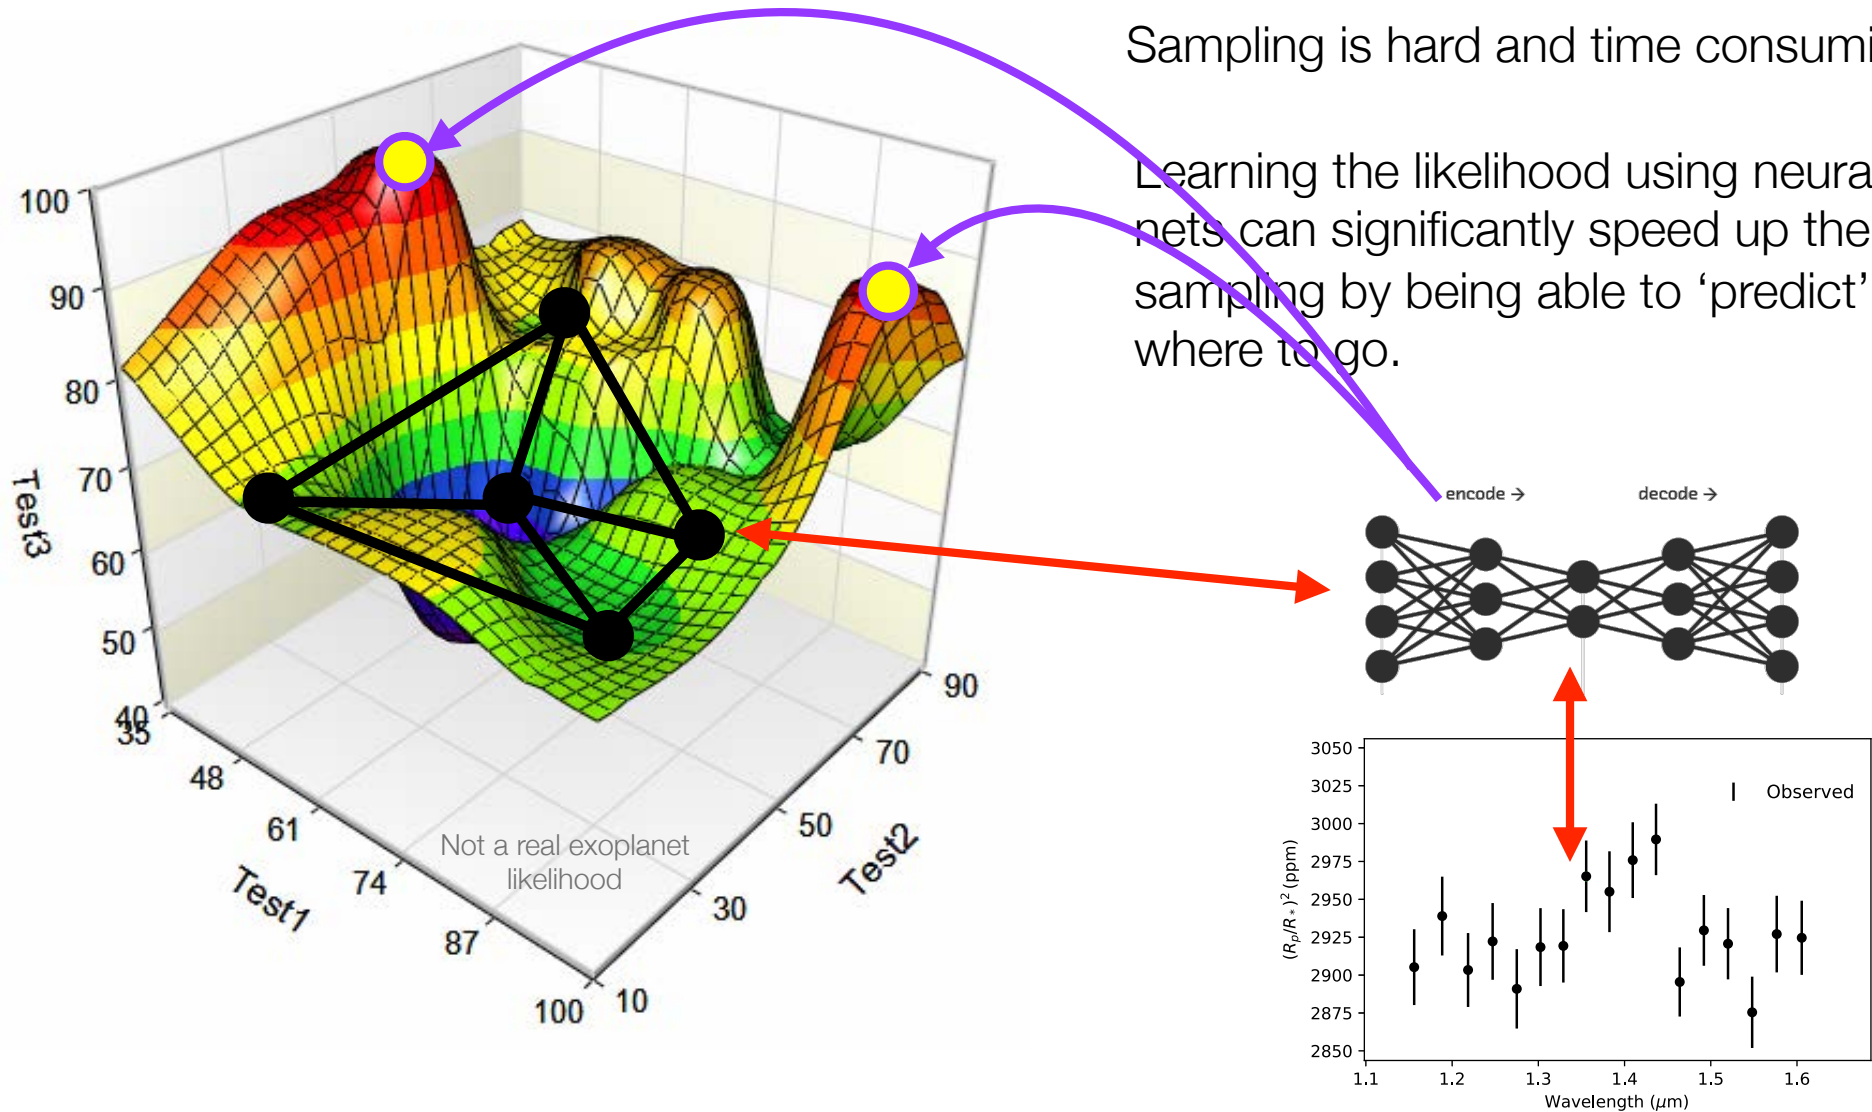 Sampling is hard and time consumi
Learning the likelihood using neura
nets can significantly speed up the
sampling by being able to ‘predict’
where to go.
100
90
80
70
60
50
40
Test3
35
48
61
74
87
100
Test1
10
30
50
70
90
Test2
Not a real exoplanet
likelihood
encode →
decode →
3050
3025
3000
2975
2950
2925
2900
2875
2850
(Rₚ/R*)² (ppm)
Observed
1.1 1.2 1.3 1.4 1.5 1.6
Wavelength (μm)